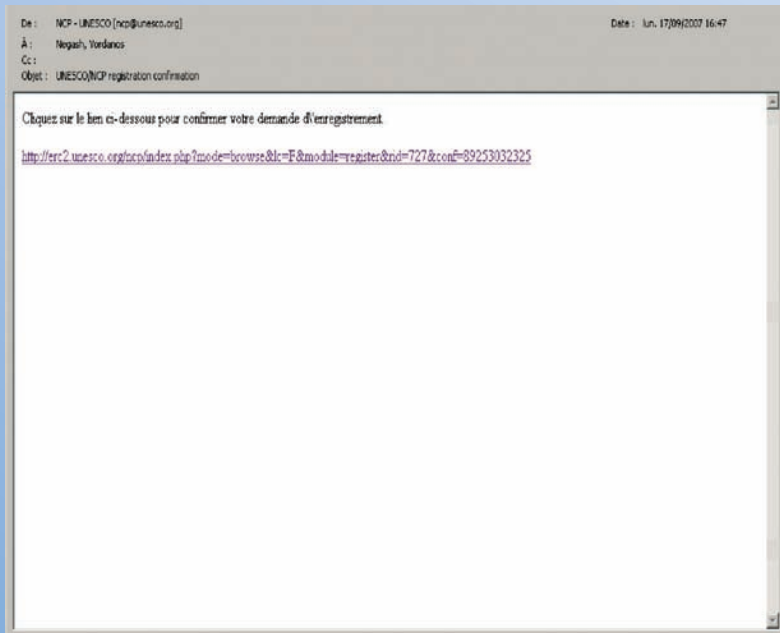 De : NCP - UNESCO [ncp@unesco.org] Date : lun. 17/09/2007 16:47
À : Negash, Yordanos
Cc :
Objet : UNESCO/NCP registration confirmation
Cliquez sur le lien ci-dessous pour confirmer votre demande d\'enregistrement.
http://erc2.unesco.org/ncp/index.php?mode=browse&lc=F&module=register&rid=727&conf=89253032325